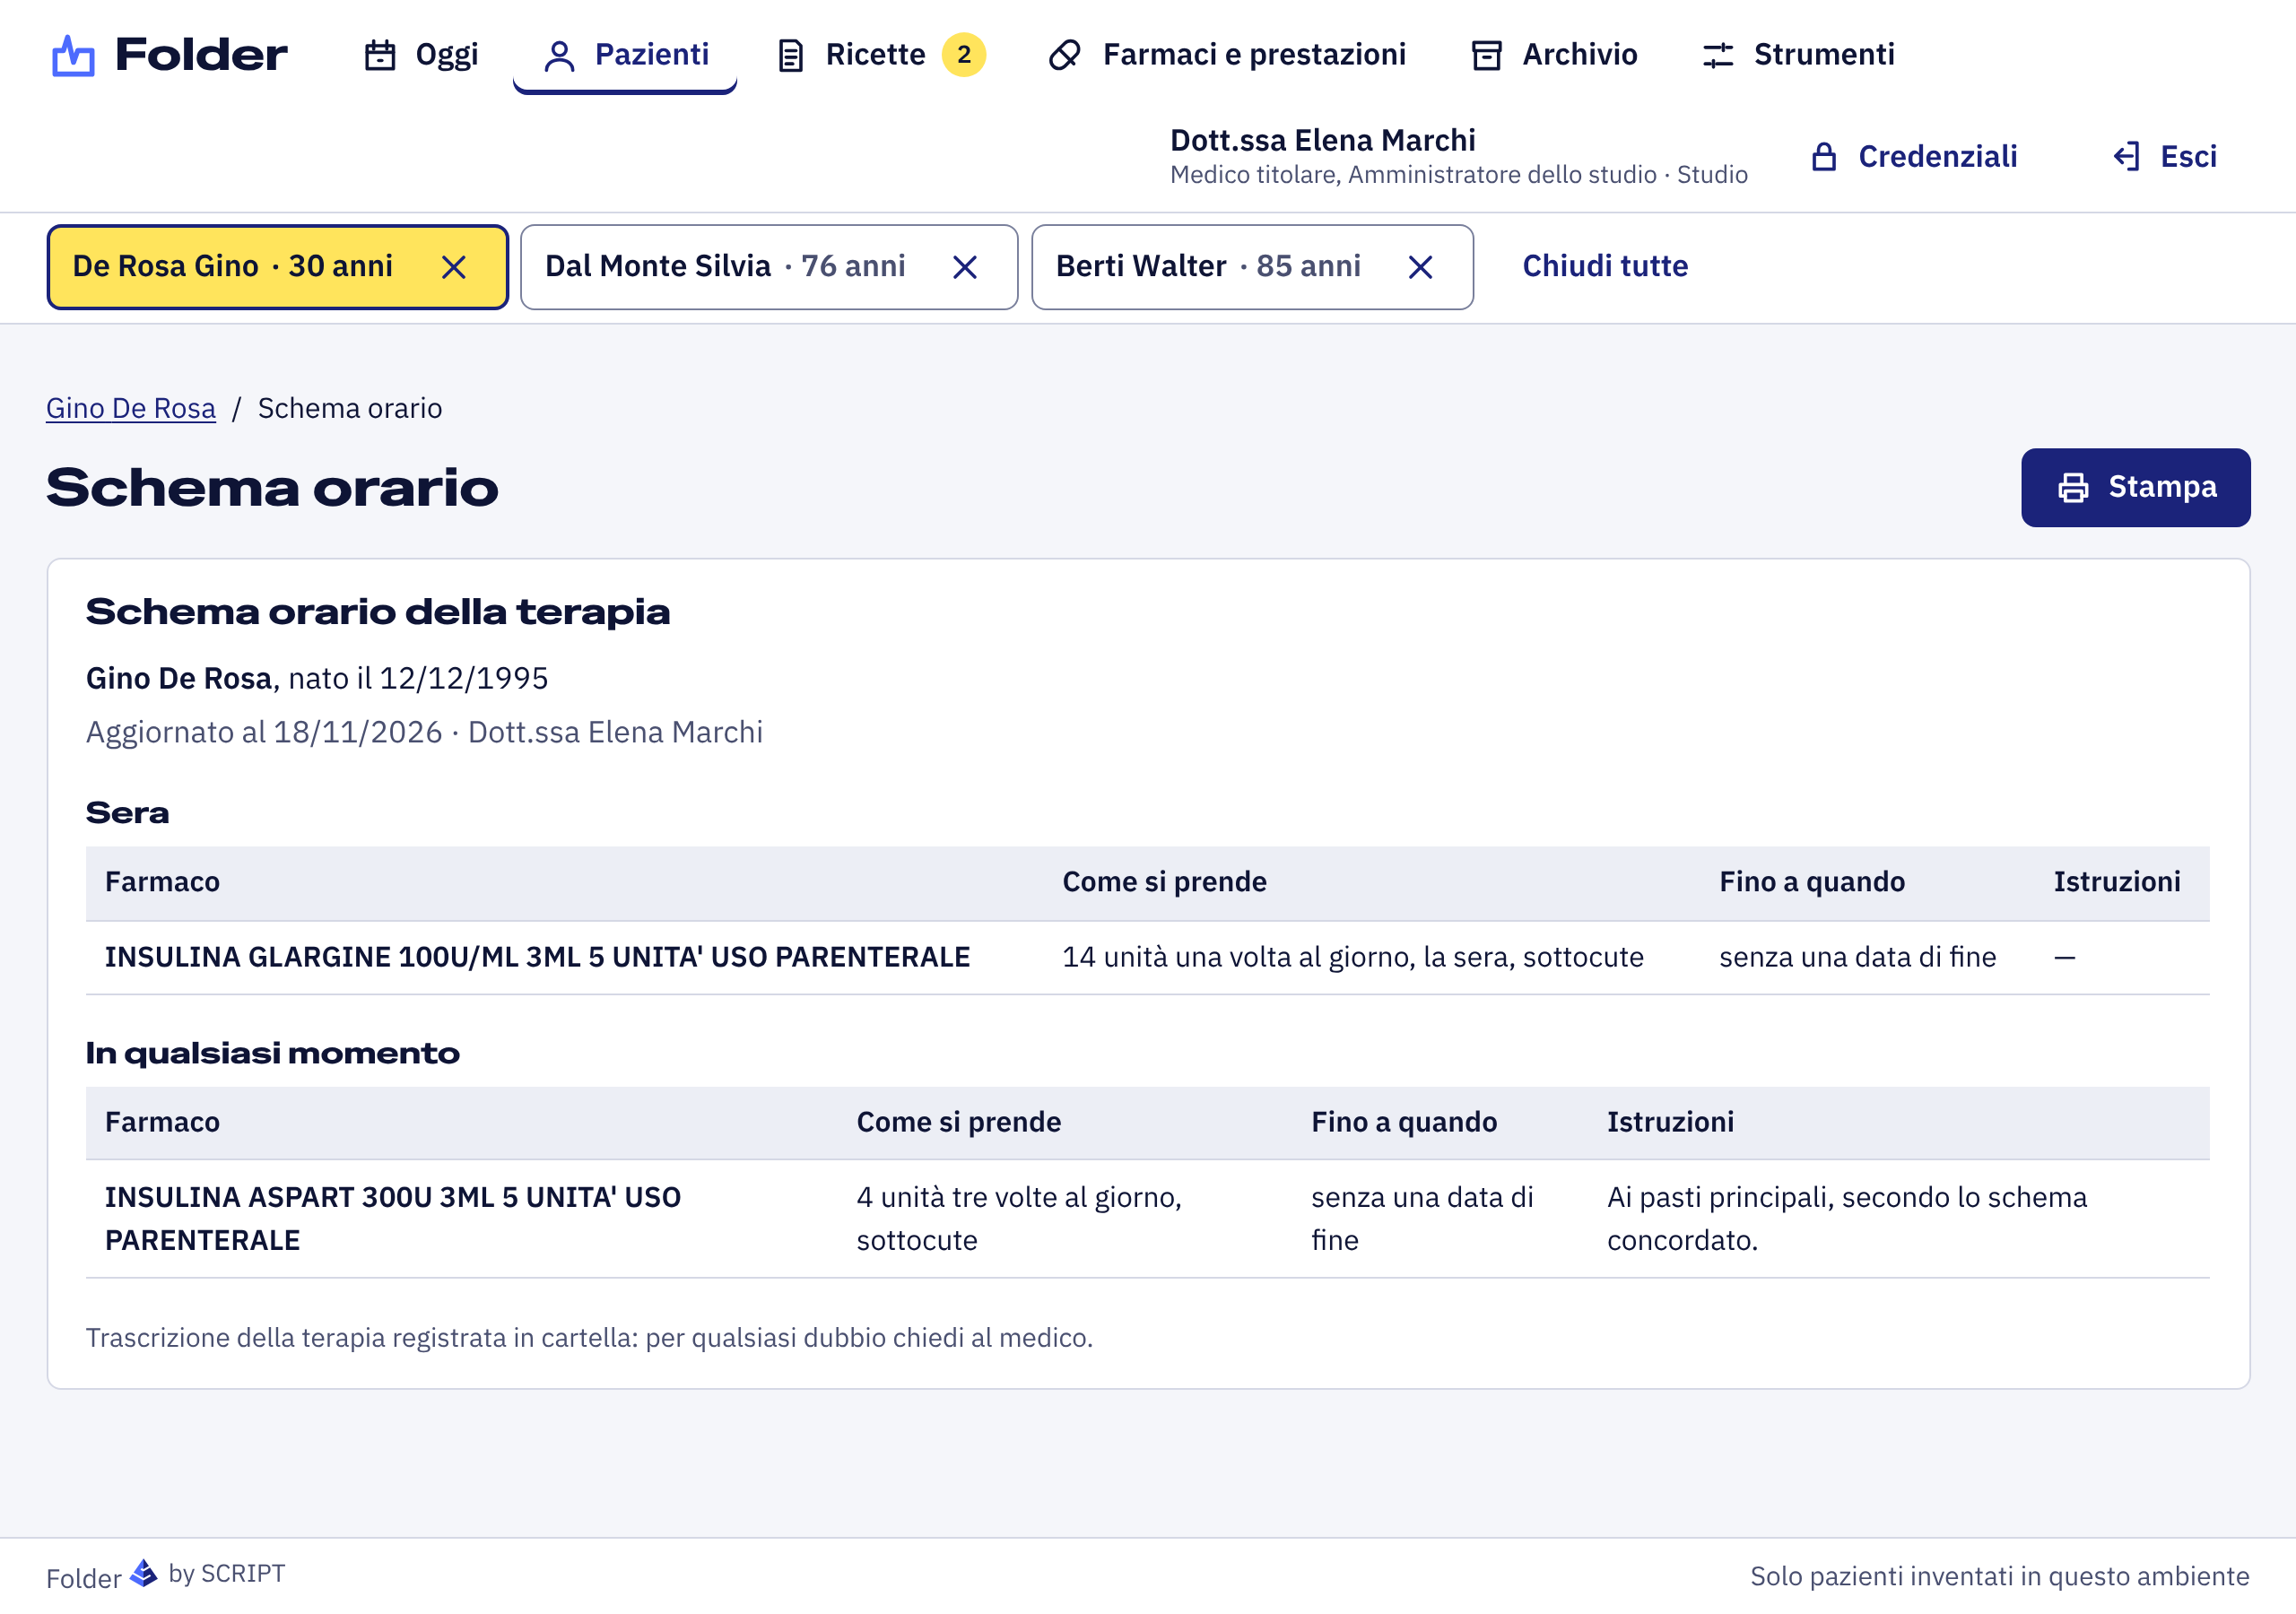 Folder
Oggi
Pazienti
Ricette 2
Farmaci e prestazioni
Archivio
Strumenti
Dott.ssa Elena Marchi
Medico titolare, Amministratore dello studio · Studio
Credenziali
Esci
De Rosa Gino · 30 anni
Dal Monte Silvia · 76 anni
Berti Walter · 85 anni
Chiudi tutte
Gino De Rosa / Schema orario
Schema orario
Stampa
Schema orario della terapia
Gino De Rosa, nato il 12/12/1995
Aggiornato al 18/11/2026 · Dott.ssa Elena Marchi
Sera
Farmaco Come si prende Fino a quando Istruzioni
INSULINA GLARGINE 100U/ML 3ML 5 UNITA' USO PARENTERALE 14 unità una volta al giorno, la sera, sottocute senza una data di fine —
In qualsiasi momento
Farmaco Come si prende Fino a quando Istruzioni
INSULINA ASPART 300U 3ML 5 UNITA' USO
PARENTERALE
4 unità tre volte al giorno,
sottocute
senza una data di
fine
Ai pasti principali, secondo lo schema
concordato.
Trascrizione della terapia registrata in cartella: per qualsiasi dubbio chiedi al medico.
Folder by SCRIPT
Solo pazienti inventati in questo ambiente